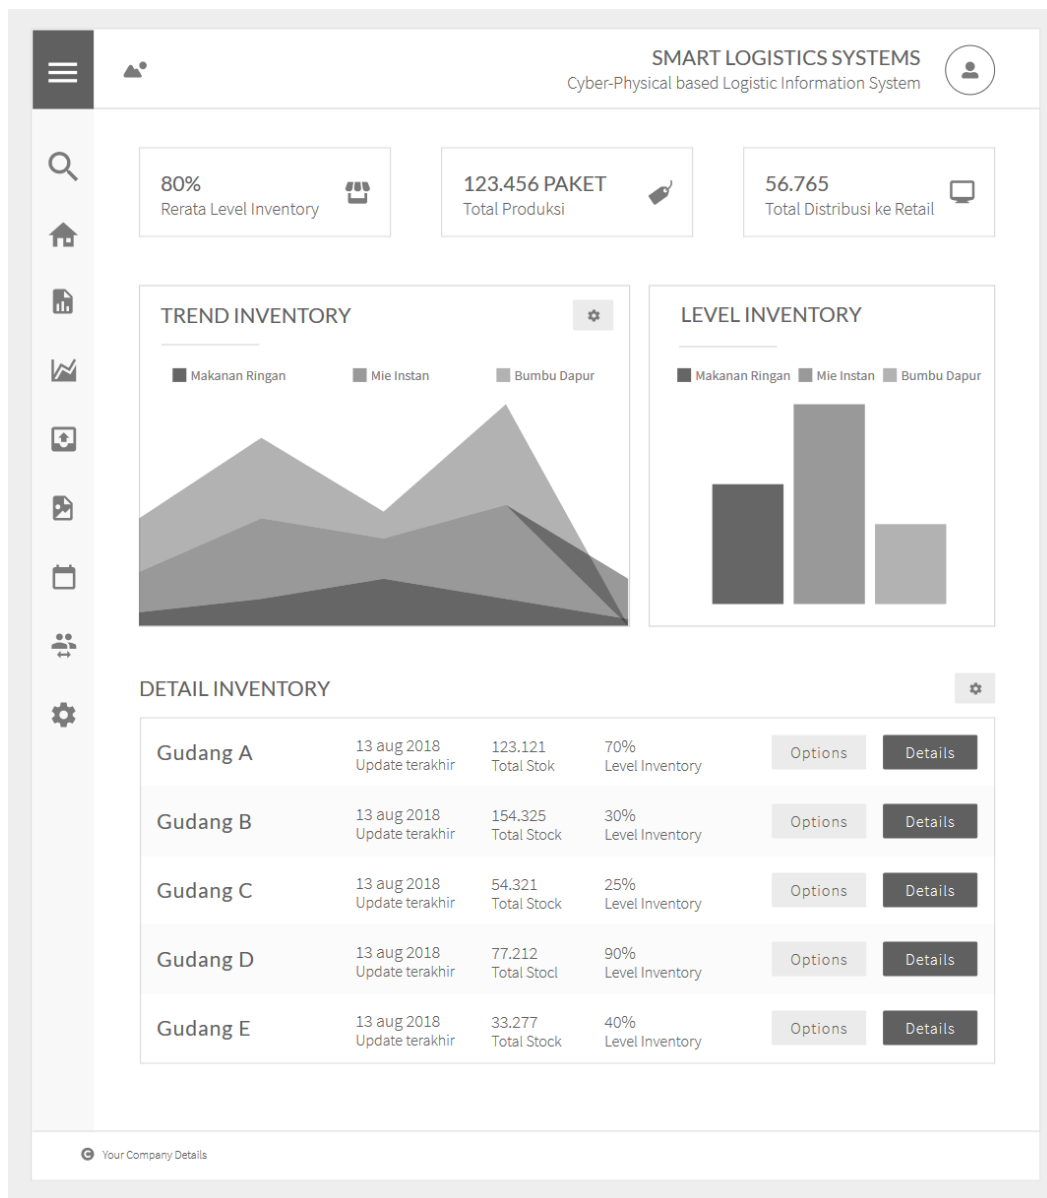 SMART LOGISTICS SYSTEMS
Cyber-Physical based Logistic Information System
80%
Rerata Level Inventory
123.456 PAKET
Total Produksi
56.765
Total Distribusi ke Retail
TREND INVENTORY
Makanan Ringan
Mie Instan
Bumbu Dapur
LEVEL INVENTORY
Makanan Ringan
Mie Instan
Bumbu Dapur
DETAIL INVENTORY
Gudang A
13 aug 2018
Update terakhir
123.121
Total Stok
70%
Level Inventory
Options
Details
Gudang B
13 aug 2018
Update terakhir
154.325
Total Stock
30%
Level Inventory
Options
Details
Gudang C
13 aug 2018
Update terakhir
54.321
Total Stock
25%
Level Inventory
Options
Details
Gudang D
13 aug 2018
Update terakhir
77.212
Total Stocl
90%
Level Inventory
Options
Details
Gudang E
13 aug 2018
Update terakhir
33.277
Total Stock
40%
Level Inventory
Options
Details
© Your Company Details